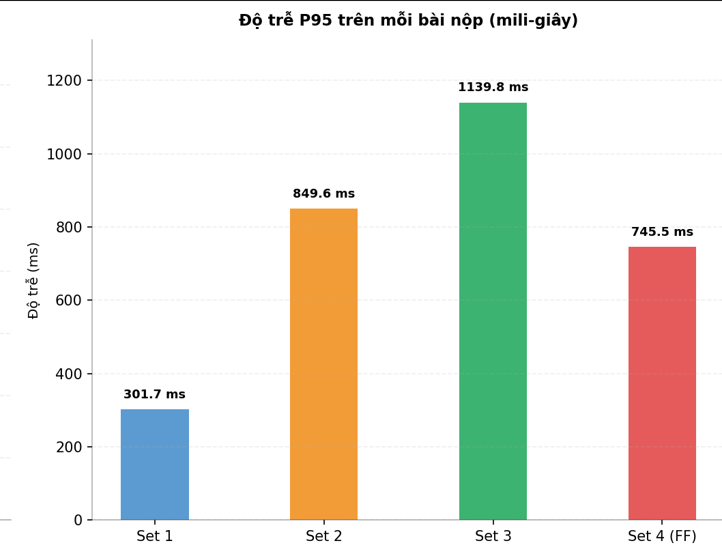 Độ trễ P95 trên mỗi bài nộp (mili-giây)
Độ trễ (ms)
1200
1000
800
600
400
200
0
301.7 ms
849.6 ms
1139.8 ms
745.5 ms
Set 1
Set 2
Set 3
Set 4 (FF)